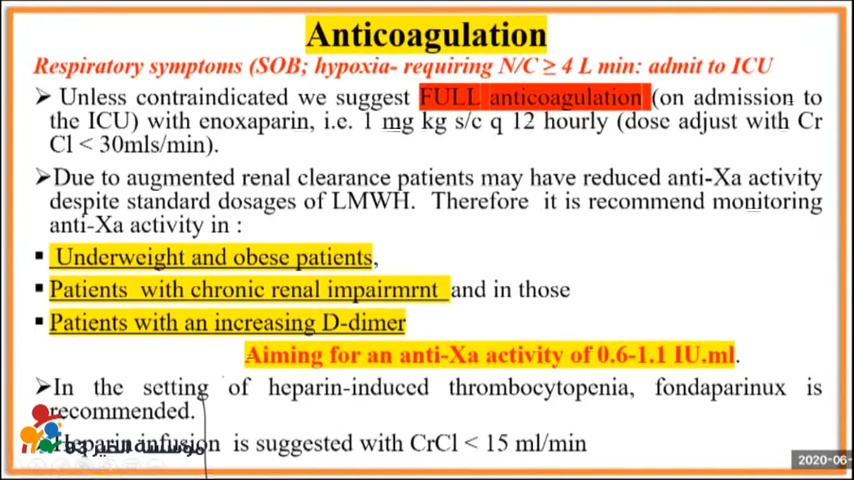 Anticoagulation
Respiratory symptoms (SOB; hypoxia- requiring N/C ≥ 4 L min: admit to ICU
➢ Unless contraindicated we suggest FULL anticoagulation (on admission to
the ICU) with enoxaparin, i.e. 1 mg kg s/c q 12 hourly (dose adjust with Cr
Cl < 30mls/min).
➢Due to augmented renal clearance patients may have reduced anti-Xa activity
despite standard dosages of LMWH. Therefore it is recommend monitoring
anti-Xa activity in :
▪ Underweight and obese patients,
▪ Patients with chronic renal impairmrnt and in those
▪ Patients with an increasing D-dimer
Aiming for an anti-Xa activity of 0.6-1.1 IU.ml.
➢In the setting of heparin-induced thrombocytopenia, fondaparinux is
recommended.
Heparin infusion is suggested with CrCl < 15 ml/min
مؤسسة الخير 03
2020-06-